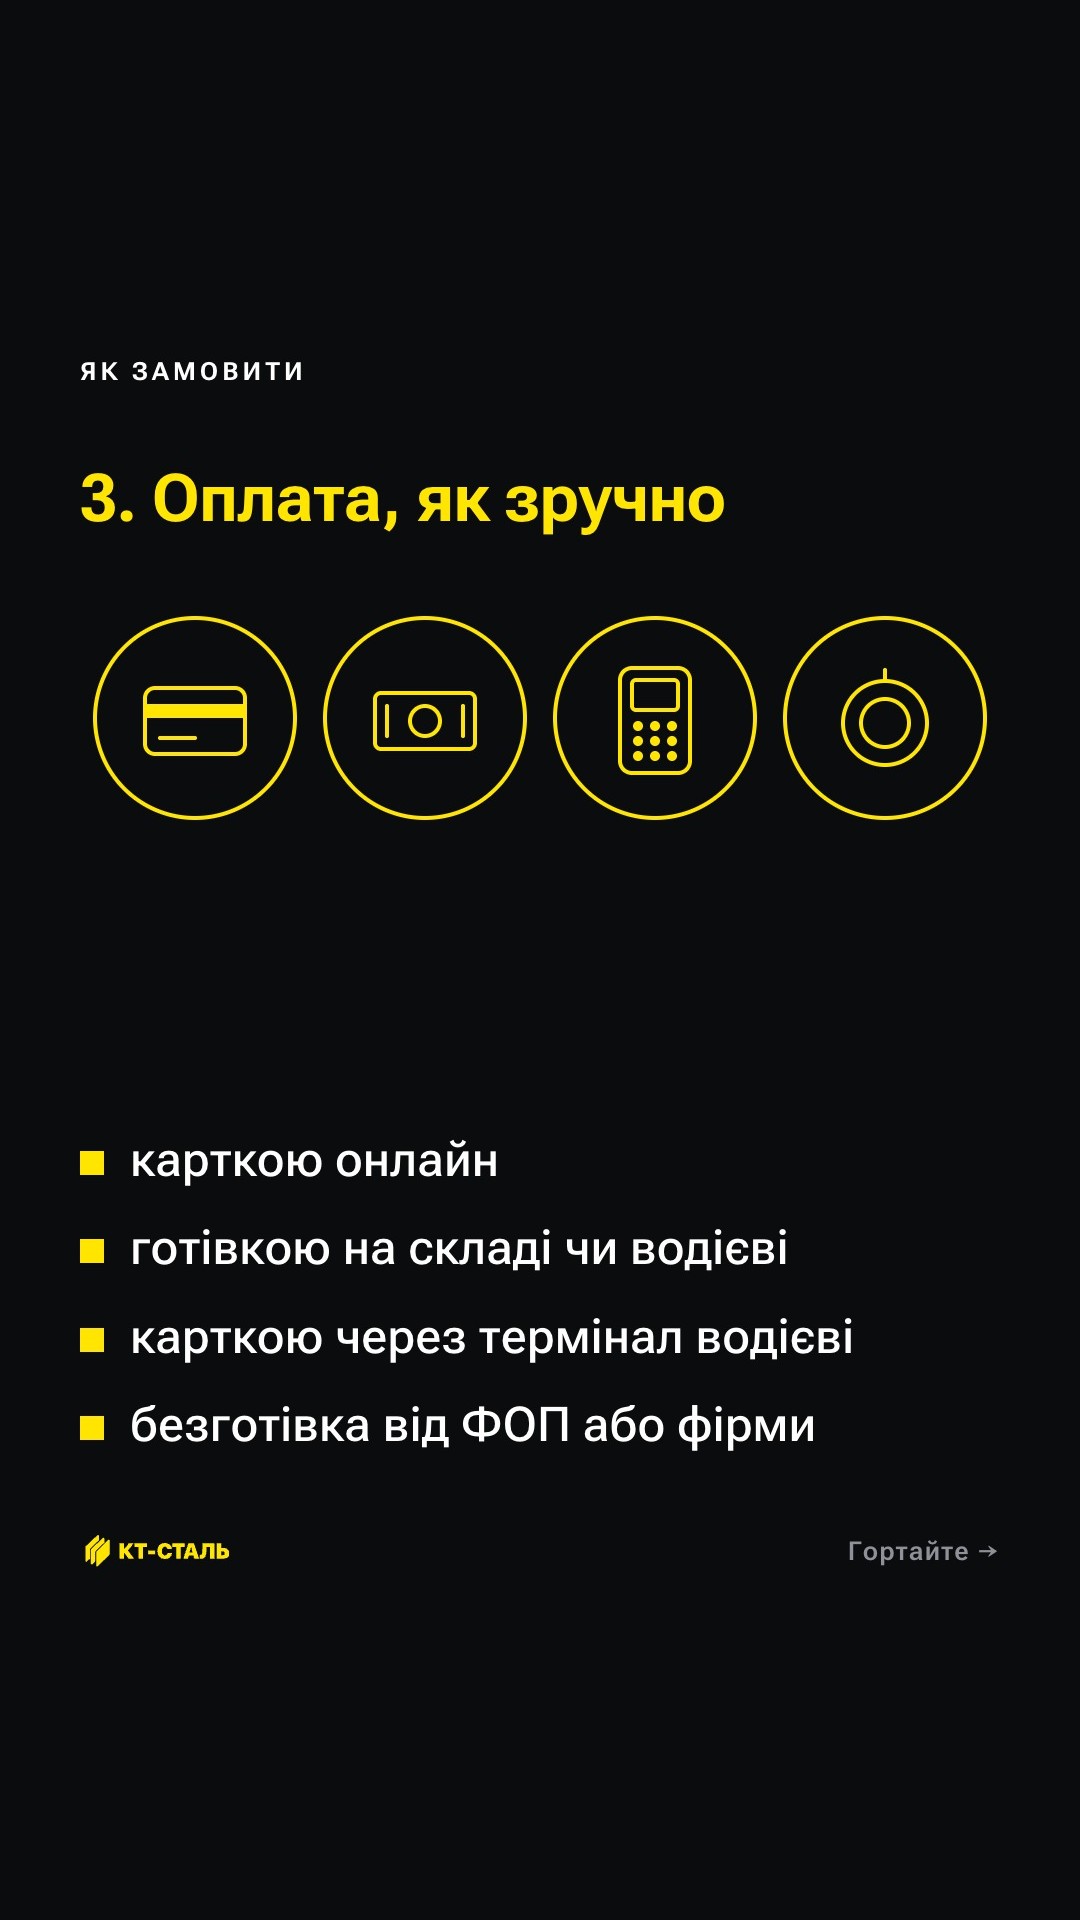 ЯК ЗАМОВИТИ
3. Оплата, як зручно
карткою онлайн
готівкою на складі чи водієві
карткою через термінал водієві
безготівка від ФОП або фірми
КТ-СТАЛЬ
Гортайте →